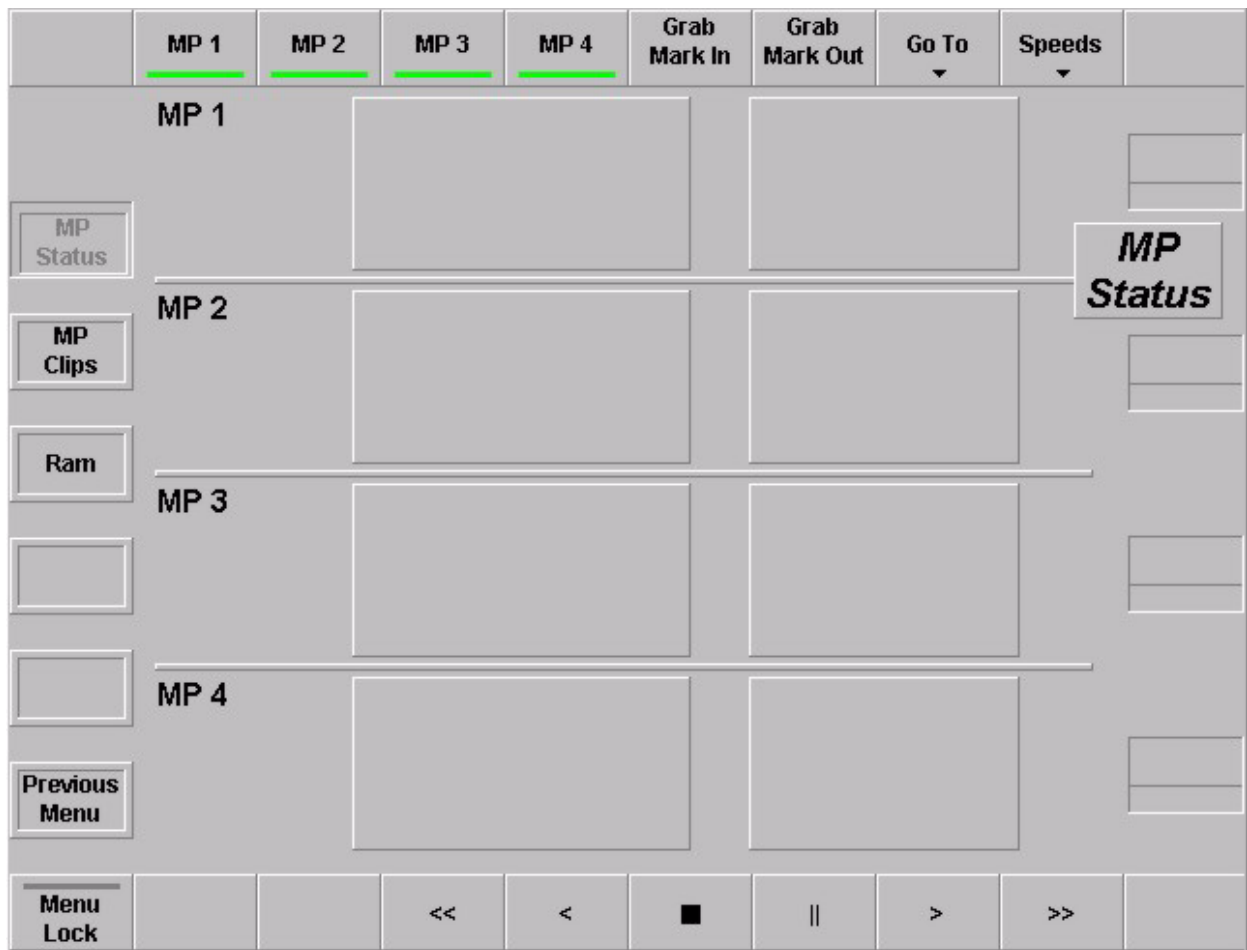 MP 1
MP 2
MP 3
MP 4
Grab
Mark In
Grab
Mark Out
Go To
Speeds
MP 1
MP
Status
MP
Status
MP 2
MP
Clips
Ram
MP 3
MP 4
Previous
Menu
Menu
Lock
<<
<
■
||
>
>>